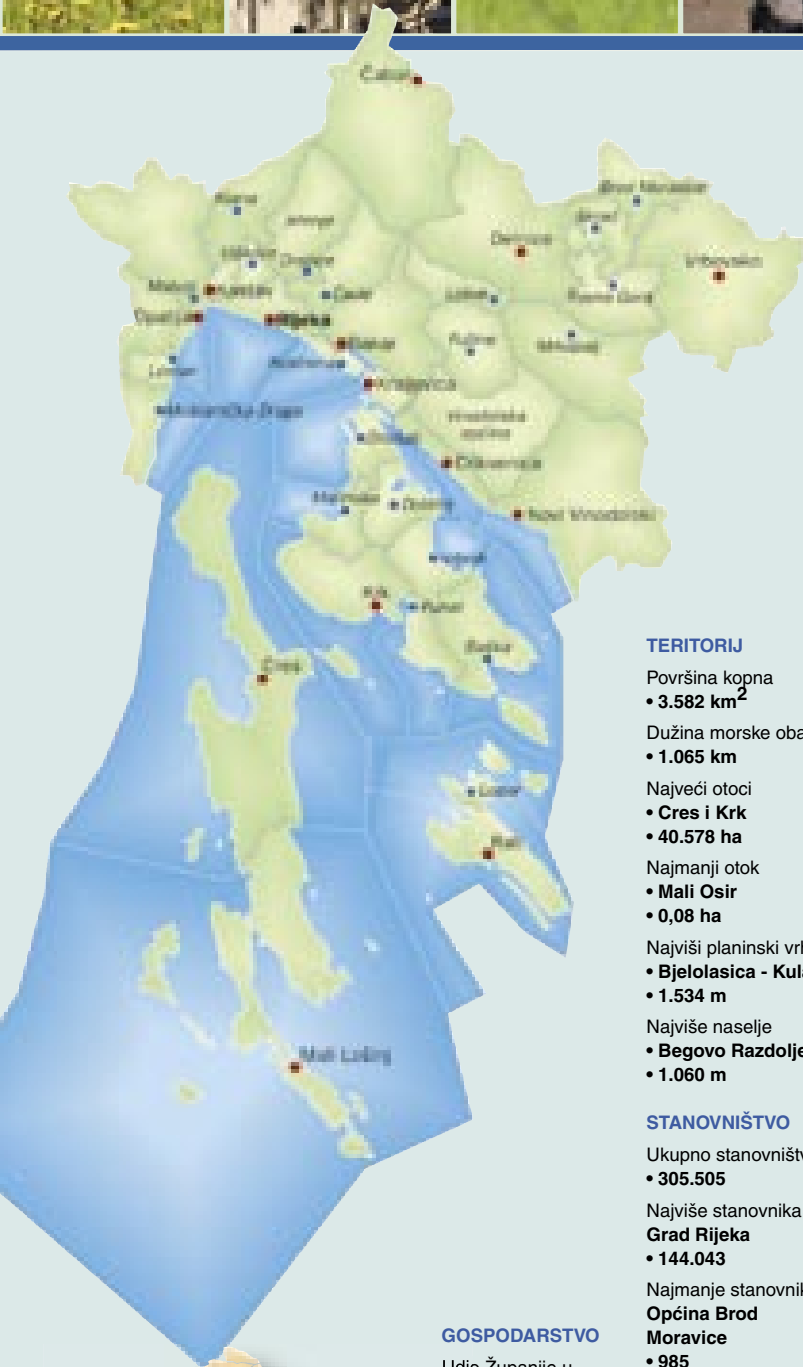 Čabar
Klana
Jelenje
Brod Moravice
Delnice
Vrbovsko
Viškovo
Matulji
Kastav
Čavle
Lokve
Ravna Gora
Opatija
Rijeka
Bakar
Fužine
Mrkopalj
Lovran
Kraljevica
Mošćenička Draga
Vinodolska
općina
Omišalj
Crikvenica
Malinska
Dobrinj
Novi Vinodolski
Vrbnik
Krk
Punat
Baška
Cres
Lopar
Rab
Mali Lošinj
TERITORIJ
Površina kopna
• 3.582 km2
Dužina morske oba
• 1.065 km
Najveći otoci
• Cres i Krk
• 40.578 ha
Najmanji otok
• Mali Osir
• 0,08 ha
Najviši planinski vrh
• Bjelolasica - Kula
• 1.534 m
Najviše naselje
• Begovo Razdolje
• 1.060 m
STANOVNIŠTVO
Ukupno stanovništv
• 305.505
Najviše stanovnika
Grad Rijeka
• 144.043
Najmanje stanovnik
Općina Brod
Moravice
• 985
GOSPODARSTVO
Udio Županije u